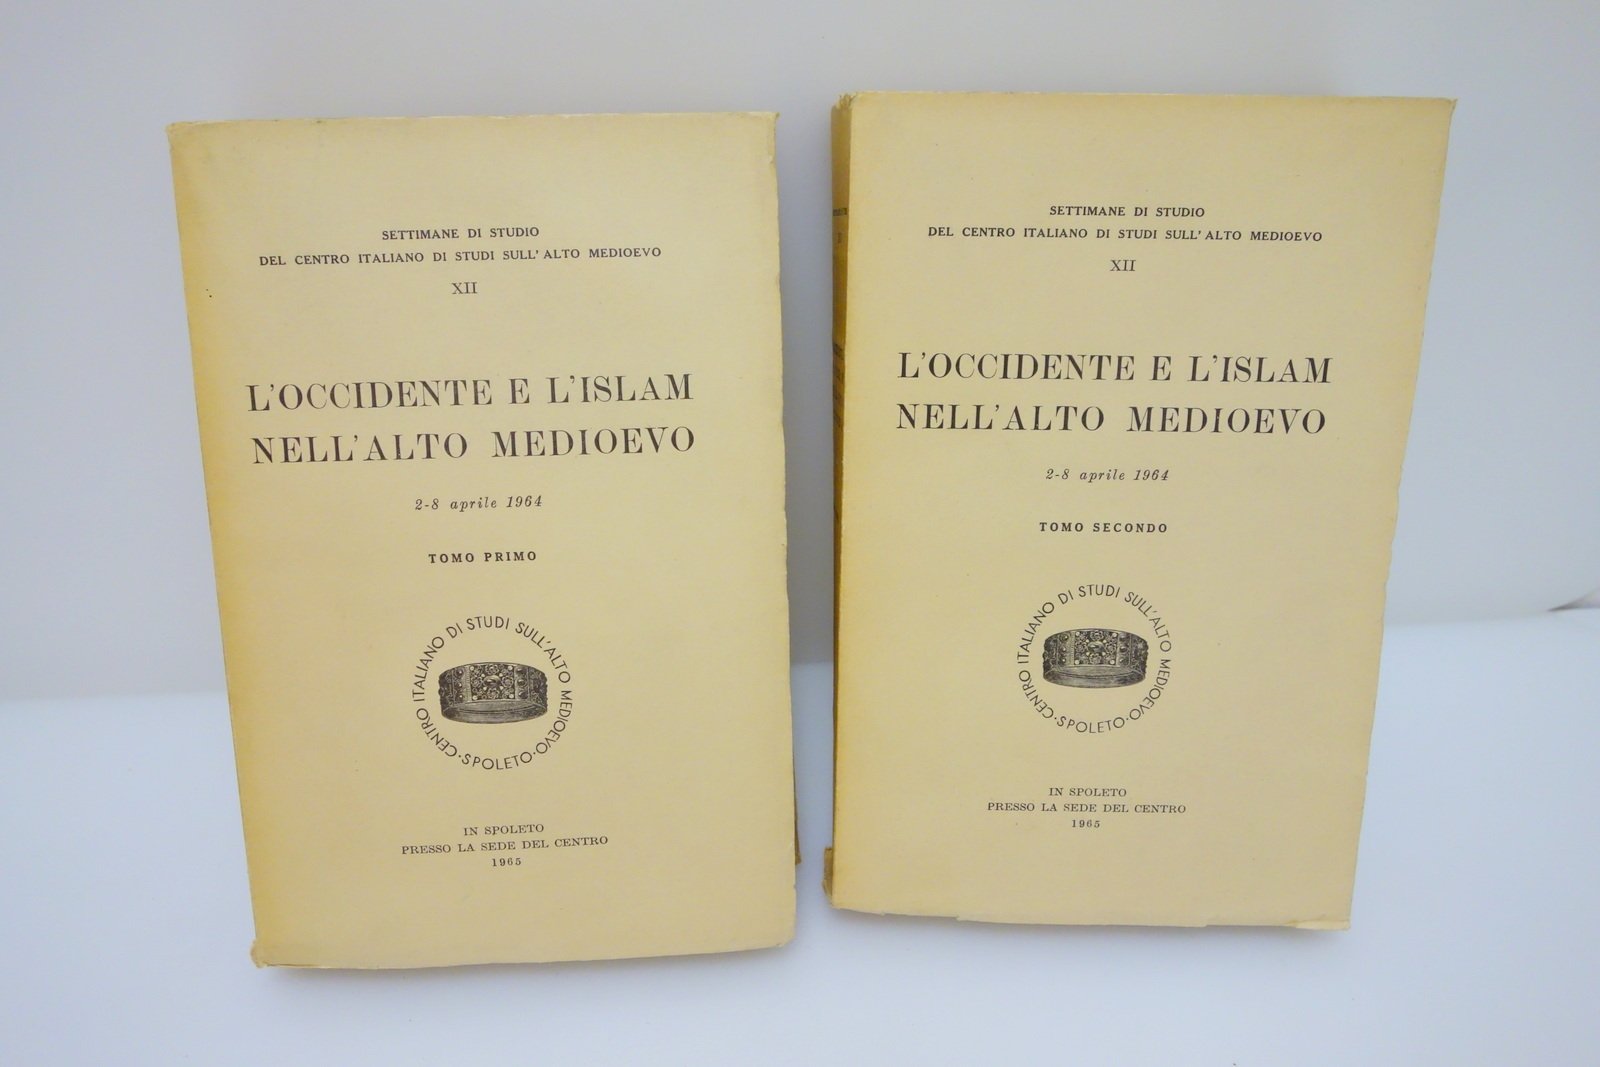 SETTIMANE DI STUDIO
DEL CENTRO ITALIANO DI STUDI SULL'ALTO MEDIOEVO
XII
L'OCCIDENTE E L'ISLAM
NELL'ALTO MEDIOEVO
2-8 aprile 1964
TOMO PRIMO
CENTRO ITALIANO DI STUDI SULL'ALTO MEDIOEVO · SPOLETO ·
IN SPOLETO
PRESSO LA SEDE DEL CENTRO
1965
SETTIMANE DI STUDIO
DEL CENTRO ITALIANO DI STUDI SULL'ALTO MEDIOEVO
XII
L'OCCIDENTE E L'ISLAM
NELL'ALTO MEDIOEVO
2-8 aprile 1964
TOMO SECONDO
CENTRO ITALIANO DI STUDI SULL'ALTO MEDIOEVO · SPOLETO ·
IN SPOLETO
PRESSO LA SEDE DEL CENTRO
1965